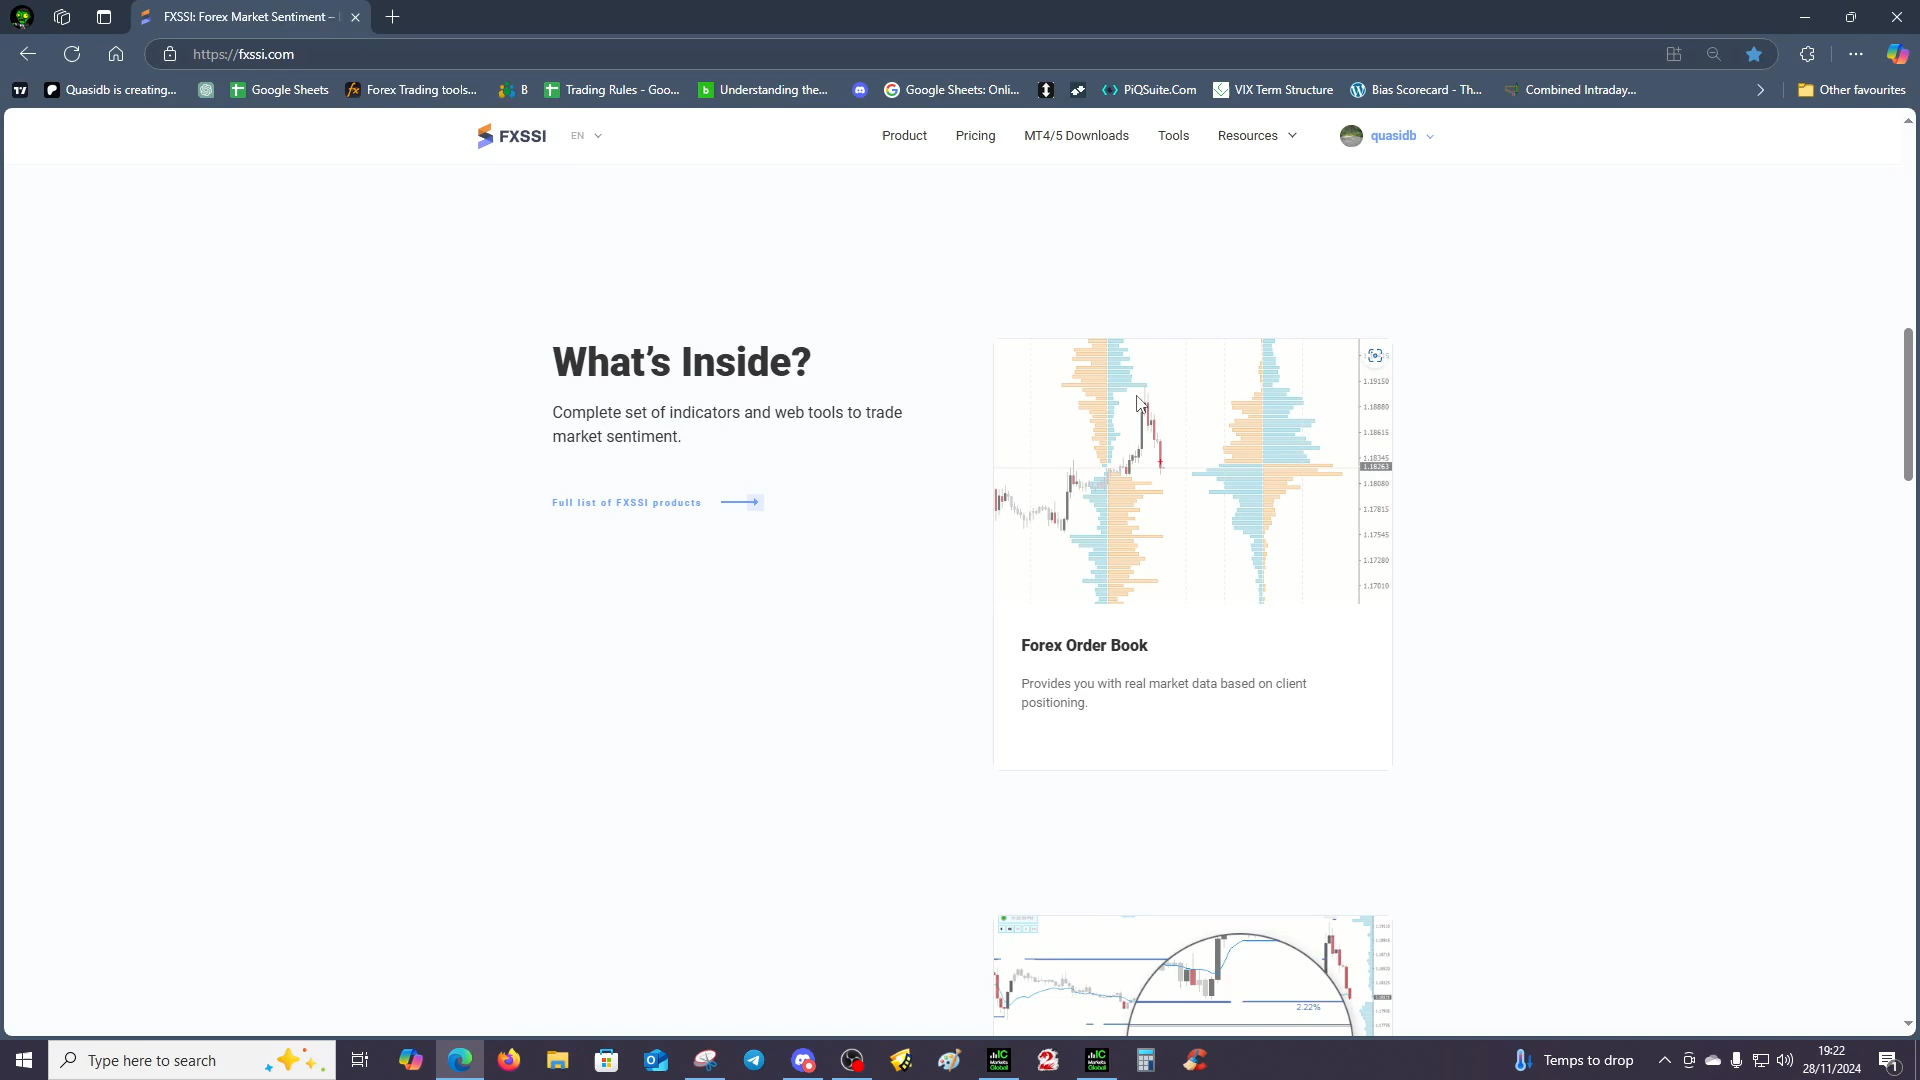 FXSSI: Forex Market Sentiment –
https://fxssi.com
Quasidb is creating...
Google Sheets
Forex Trading tools...
B
Trading Rules - Goo...
Understanding the...
Google Sheets: Onli...
PiQSuite.Com
VIX Term Structure
Bias Scorecard - Th...
Combined Intraday...
Other favourites
FXSSI
EN
Product
Pricing
MT4/5 Downloads
Tools
Resources
quasidb
What's Inside?
Complete set of indicators and web tools to trade
market sentiment.
Full list of FXSSI products
1.19150
1.18880
1.18615
1.18345
1.18263
1.18080
1.17815
1.17545
1.17280
1.17010
Forex Order Book
Provides you with real market data based on client
positioning.
2.22%
Type here to search
Temps to drop
19:22
28/11/2024
1